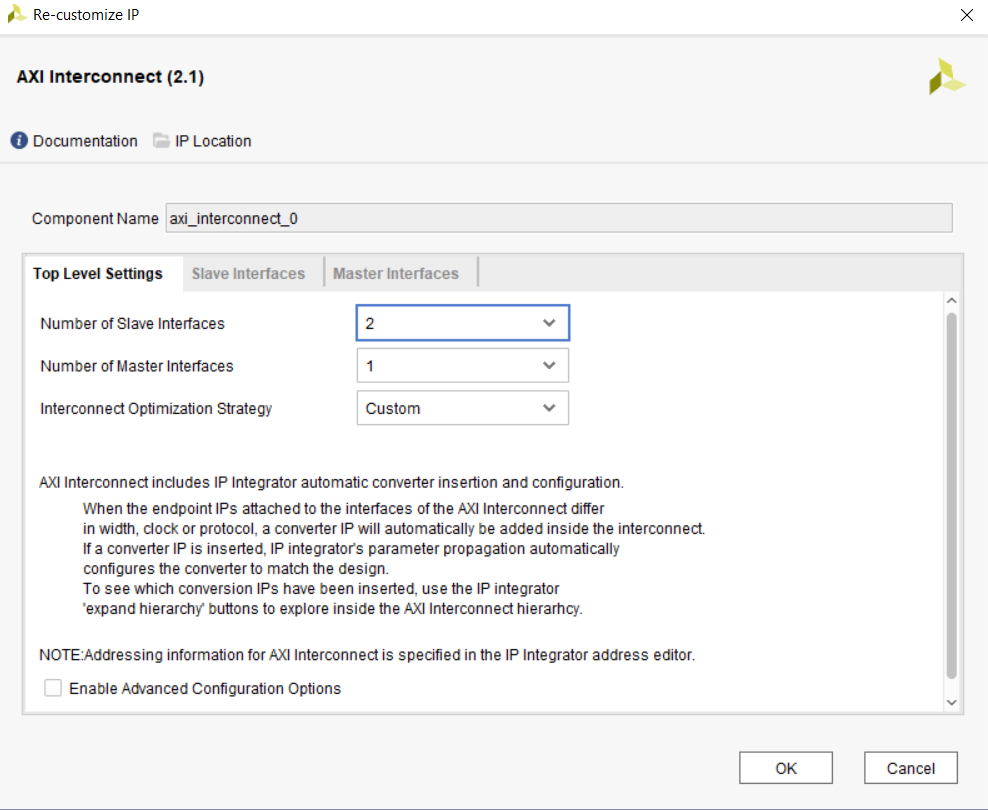 Re-customize IP
AXI Interconnect (2.1)
Documentation IP Location
Component Name axi_interconnect_0
Top Level Settings Slave Interfaces Master Interfaces
Number of Slave Interfaces 2
Number of Master Interfaces 1
Interconnect Optimization Strategy Custom
AXI Interconnect includes IP Integrator automatic converter insertion and configuration.
When the endpoint IPs attached to the interfaces of the AXI Interconnect differ
in width, clock or protocol, a converter IP will automatically be added inside the interconnect.
If a converter IP is inserted, IP integrator's parameter propagation automatically
configures the converter to match the design.
To see which conversion IPs have been inserted, use the IP integrator
'expand hierarchy' buttons to explore inside the AXI Interconnect hierarhcy.
NOTE:Addressing information for AXI Interconnect is specified in the IP Integrator address editor.
Enable Advanced Configuration Options
OK Cancel